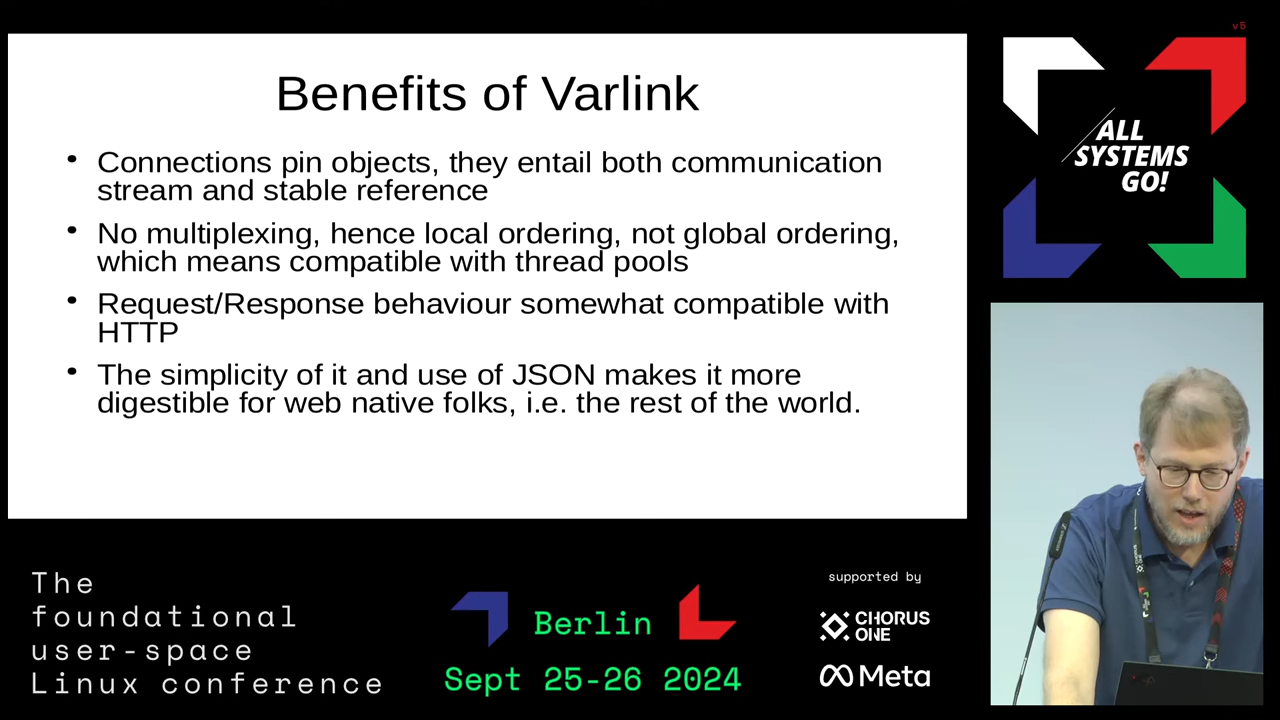 Benefits of Varlink
• Connections pin objects, they entail both communication
stream and stable reference
• No multiplexing, hence local ordering, not global ordering,
which means compatible with thread pools
• Request/Response behaviour somewhat compatible with
HTTP
• The simplicity of it and use of JSON makes it more
digestible for web native folks, i.e. the rest of the world.
v5
ALL
SYSTEMS
GO!
The
foundational
user-space
Linux conference
Berlin
Sept 25-26 2024
supported by
CHORUS
ONE
Meta